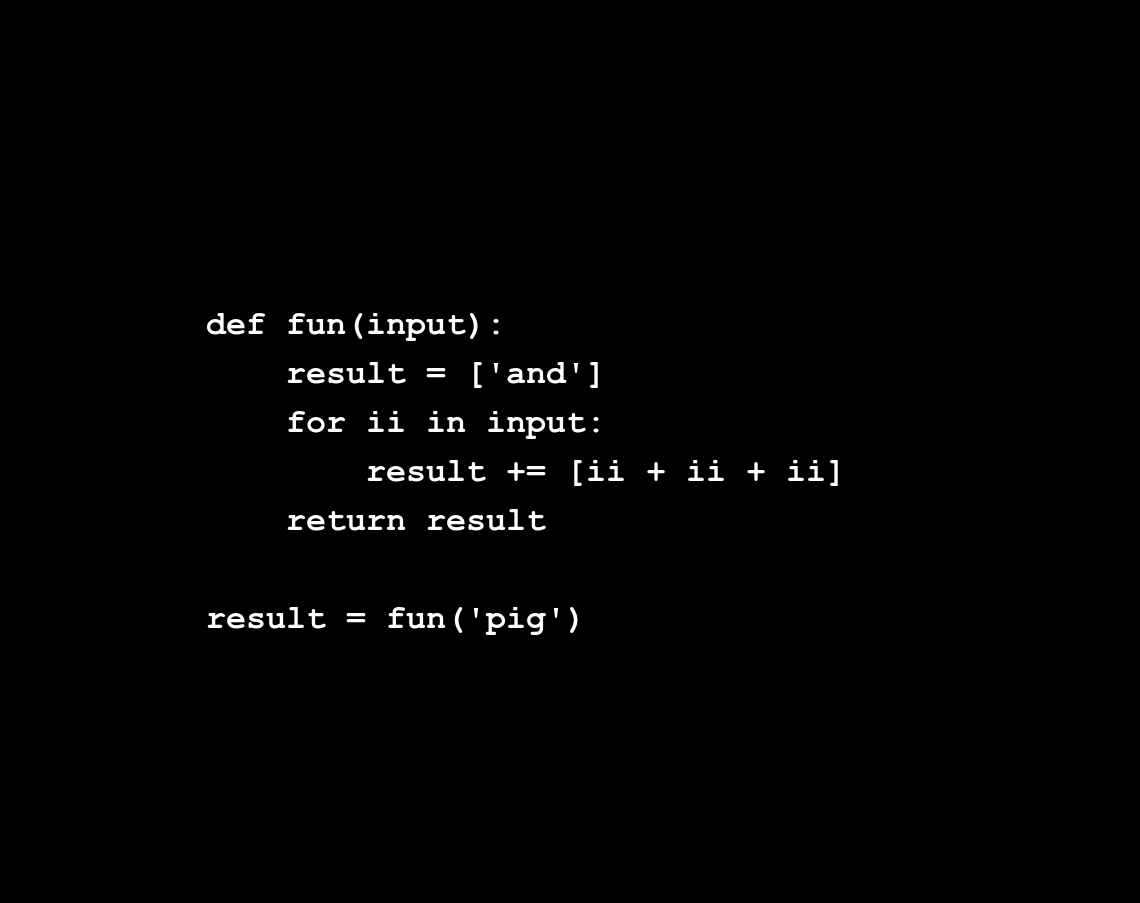 def fun(input):
    result = ['and']
    for ii in input:
        result += [ii + ii + ii]
    return result

result = fun('pig')